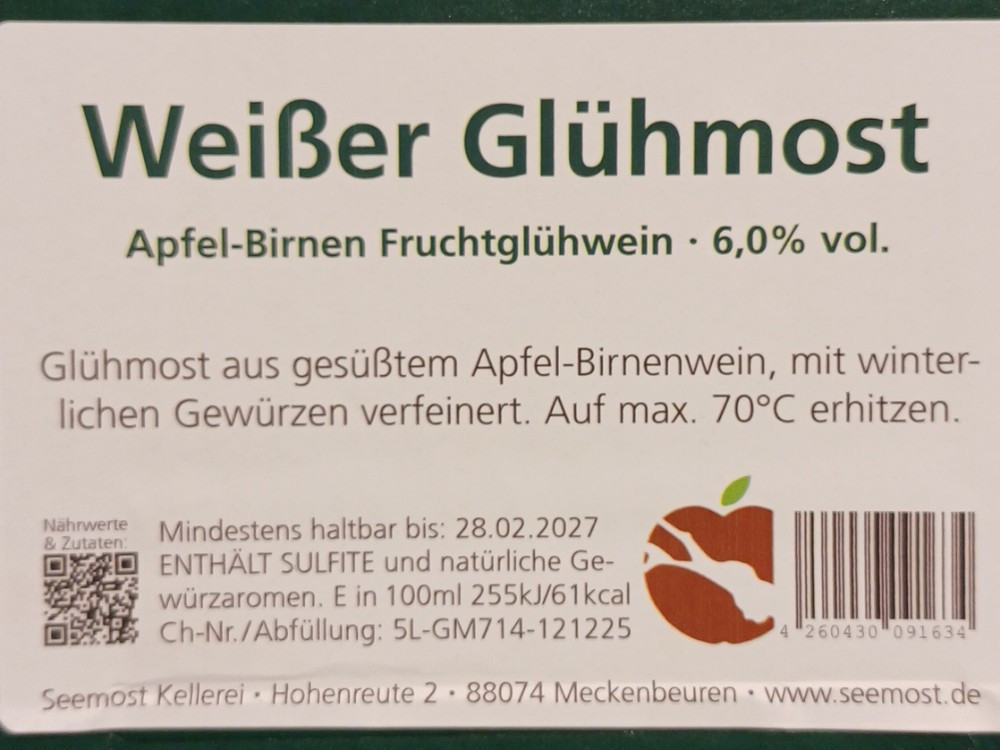 Weißer Glühmost
Apfel-Birnen Fruchtglühwein · 6,0% vol.
Glühmost aus gesüßtem Apfel-Birnenwein, mit winter-
lichen Gewürzen verfeinert. Auf max. 70°C erhitzen.
Nährwerte
& Zutaten:
Mindestens haltbar bis: 28.02.2027
ENTHÄLT SULFITE und natürliche Ge-
würzaromen. E in 100ml 255kJ/61kcal
Ch-Nr./Abfüllung: 5L-GM714-121225
4 260430 091634
Seemost Kellerei · Hohenreute 2 · 88074 Meckenbeuren · www.seemost.de